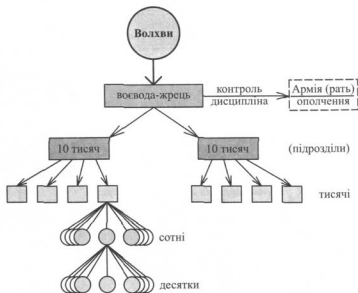 Волхви
воєвода-жрець
контроль
дисципліна
Армія (рать)
ополчення
10 тисяч
10 тисяч
(підрозділи)
тисячі
сотні
десятки